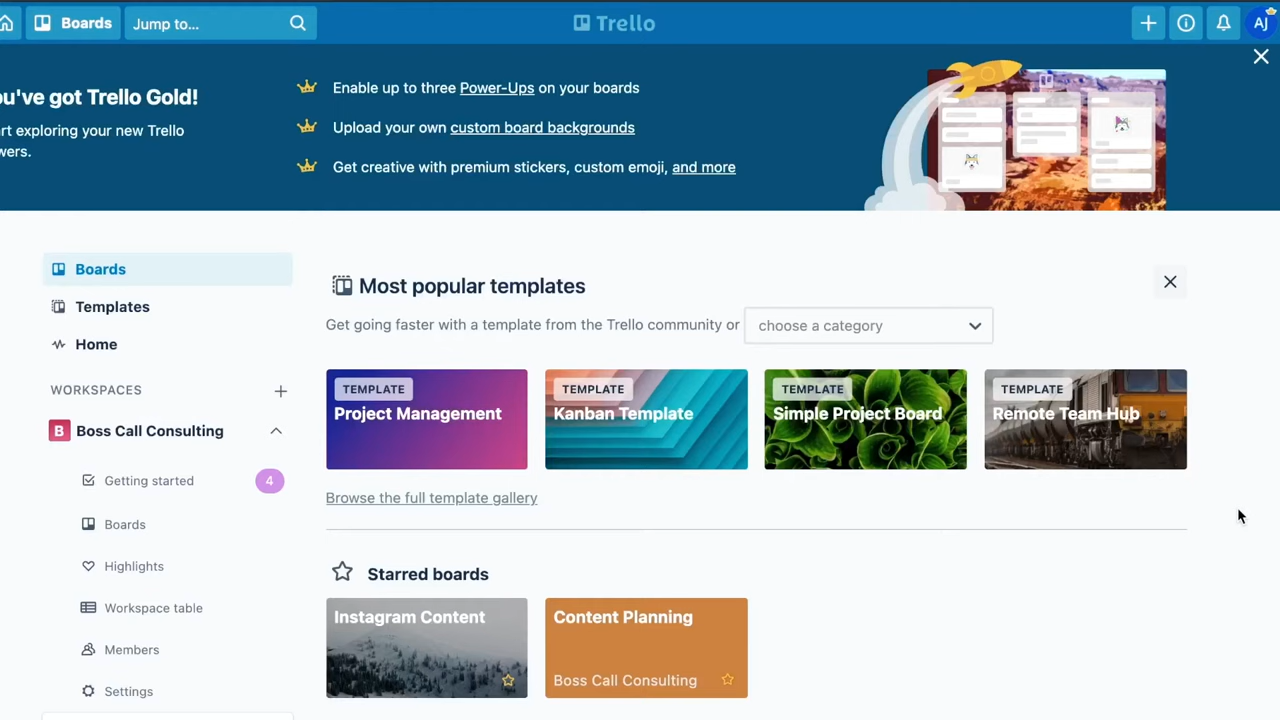 Boards
Jump to...
Trello
AJ
ou've got Trello Gold!
art exploring your new Trello
wers.
Enable up to three Power-Ups on your boards
Upload your own custom board backgrounds
Get creative with premium stickers, custom emoji, and more
Boards
Templates
Home
WORKSPACES
B Boss Call Consulting
Getting started 4
Boards
Highlights
Workspace table
Members
Settings
Most popular templates
Get going faster with a template from the Trello community or choose a category
TEMPLATE
Project Management
TEMPLATE
Kanban Template
TEMPLATE
Simple Project Board
TEMPLATE
Remote Team Hub
Browse the full template gallery
Starred boards
Instagram Content
Content Planning
Boss Call Consulting